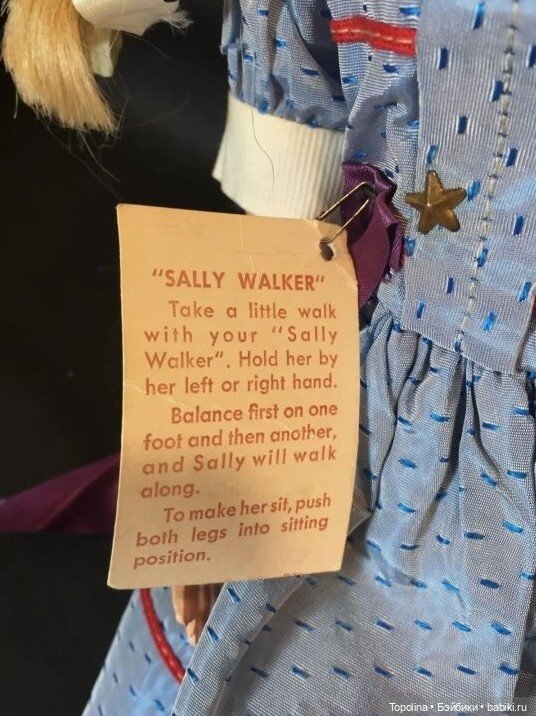 "SALLY WALKER"
Take a little walk
with your "Sally
Walker". Hold her by
her left or right hand.
Balance first on one
foot and then another,
and Sally will walk
along.
To make her sit, push
both legs into sitting
position.
Topolina • Бэйбики • babiki.ru